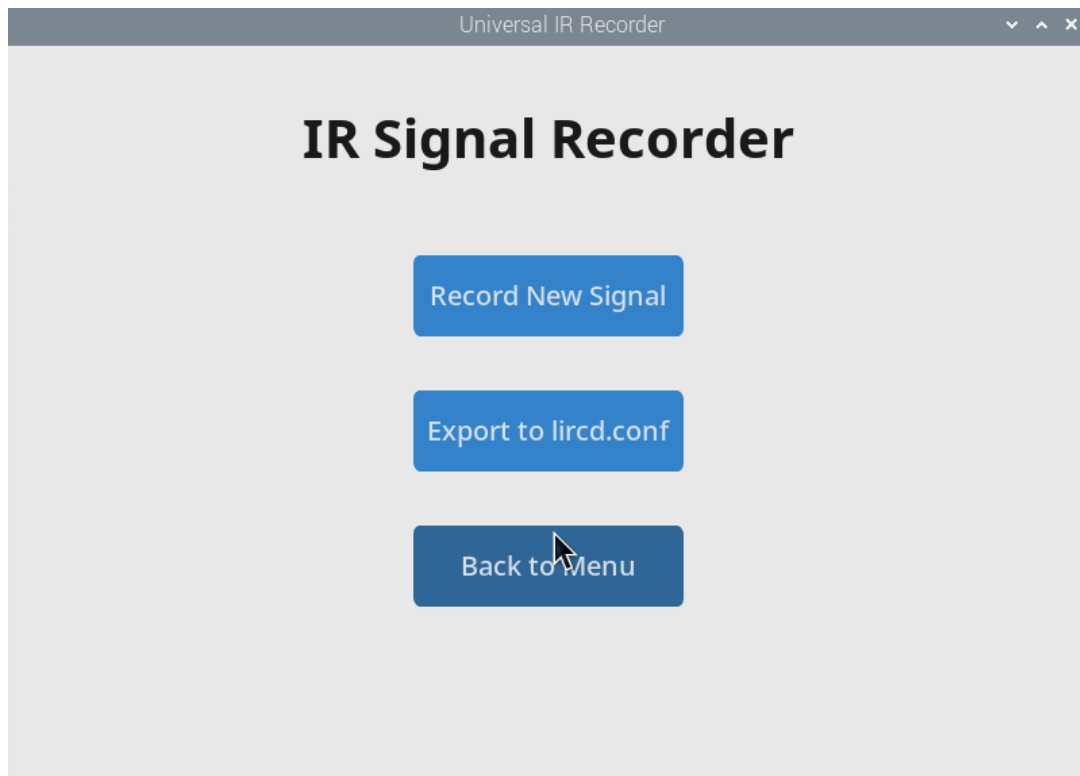 Universal IR Recorder
IR Signal Recorder
Record New Signal
Export to lircd.conf
Back to Menu